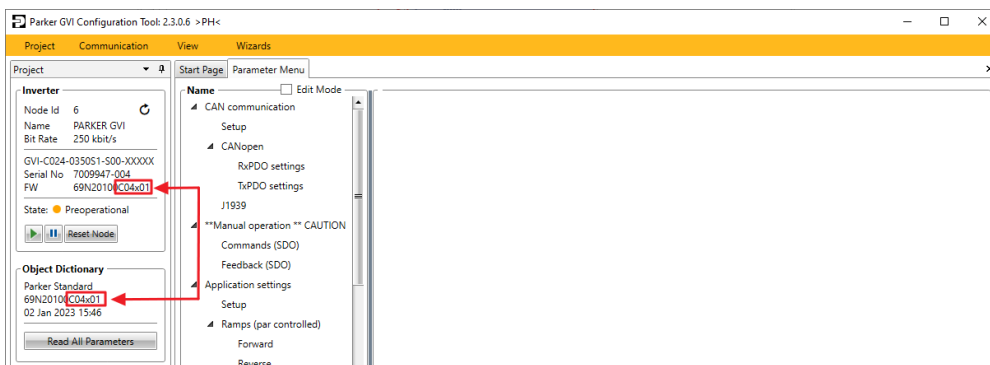 Parker GVI Configuration Tool: 2.3.0.6 >PH<
Project Communication View Wizards
Project
Inverter
Node Id 6
Name PARKER GVI
Bit Rate 250 kbit/s
GVI-C024-0350S1-S00-XXXXX
Serial No 7009947-004
FW 69N20100C04x01
State: Preoperational
Reset Node
Object Dictionary
Parker Standard
69N20100C04x01
02 Jan 2023 15:46
Read All Parameters
Start Page Parameter Menu
Name Edit Mode
CAN communication
Setup
CANopen
RxPDO settings
TxPDO settings
J1939
**Manual operation ** CAUTION
Commands (SDO)
Feedback (SDO)
Application settings
Setup
Ramps (par controlled)
Forward
Reverse